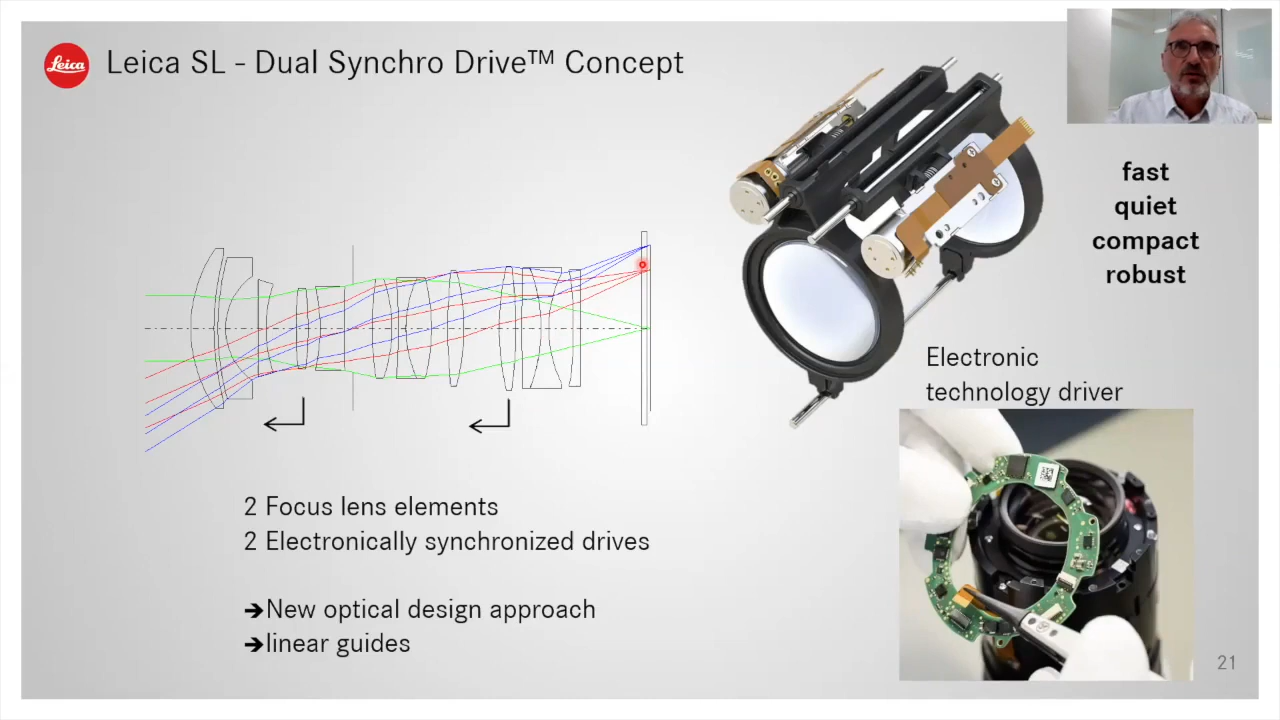 Leica
Leica SL - Dual Synchro Drive™ Concept
fast
quiet
compact
robust
Electronic
technology driver
2 Focus lens elements
2 Electronically synchronized drives
➔New optical design approach
➔linear guides
21